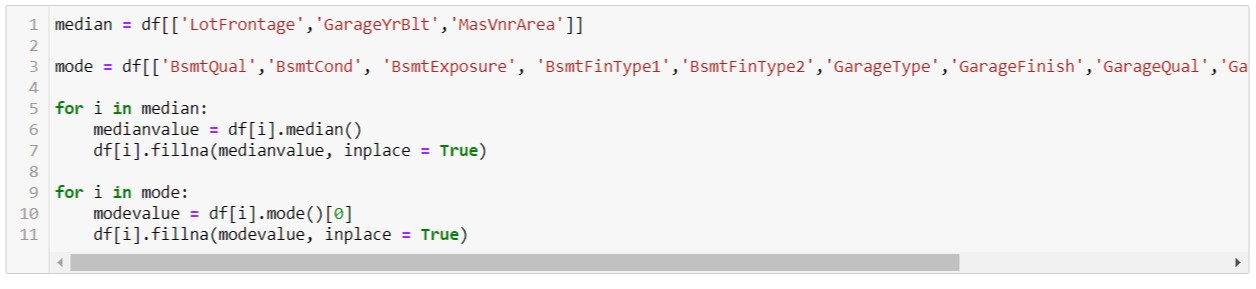 1 median = df[['LotFrontage','GarageYrBlt','MasVnrArea']]
2
3 mode = df[['BsmtQual','BsmtCond', 'BsmtExposure', 'BsmtFinType1','BsmtFinType2','GarageType','GarageFinish','GarageQual','Ga
4
5 for i in median:
6     medianvalue = df[i].median()
7     df[i].fillna(medianvalue, inplace = True)
8
9 for i in mode:
10     modevalue = df[i].mode()[0]
11     df[i].fillna(modevalue, inplace = True)